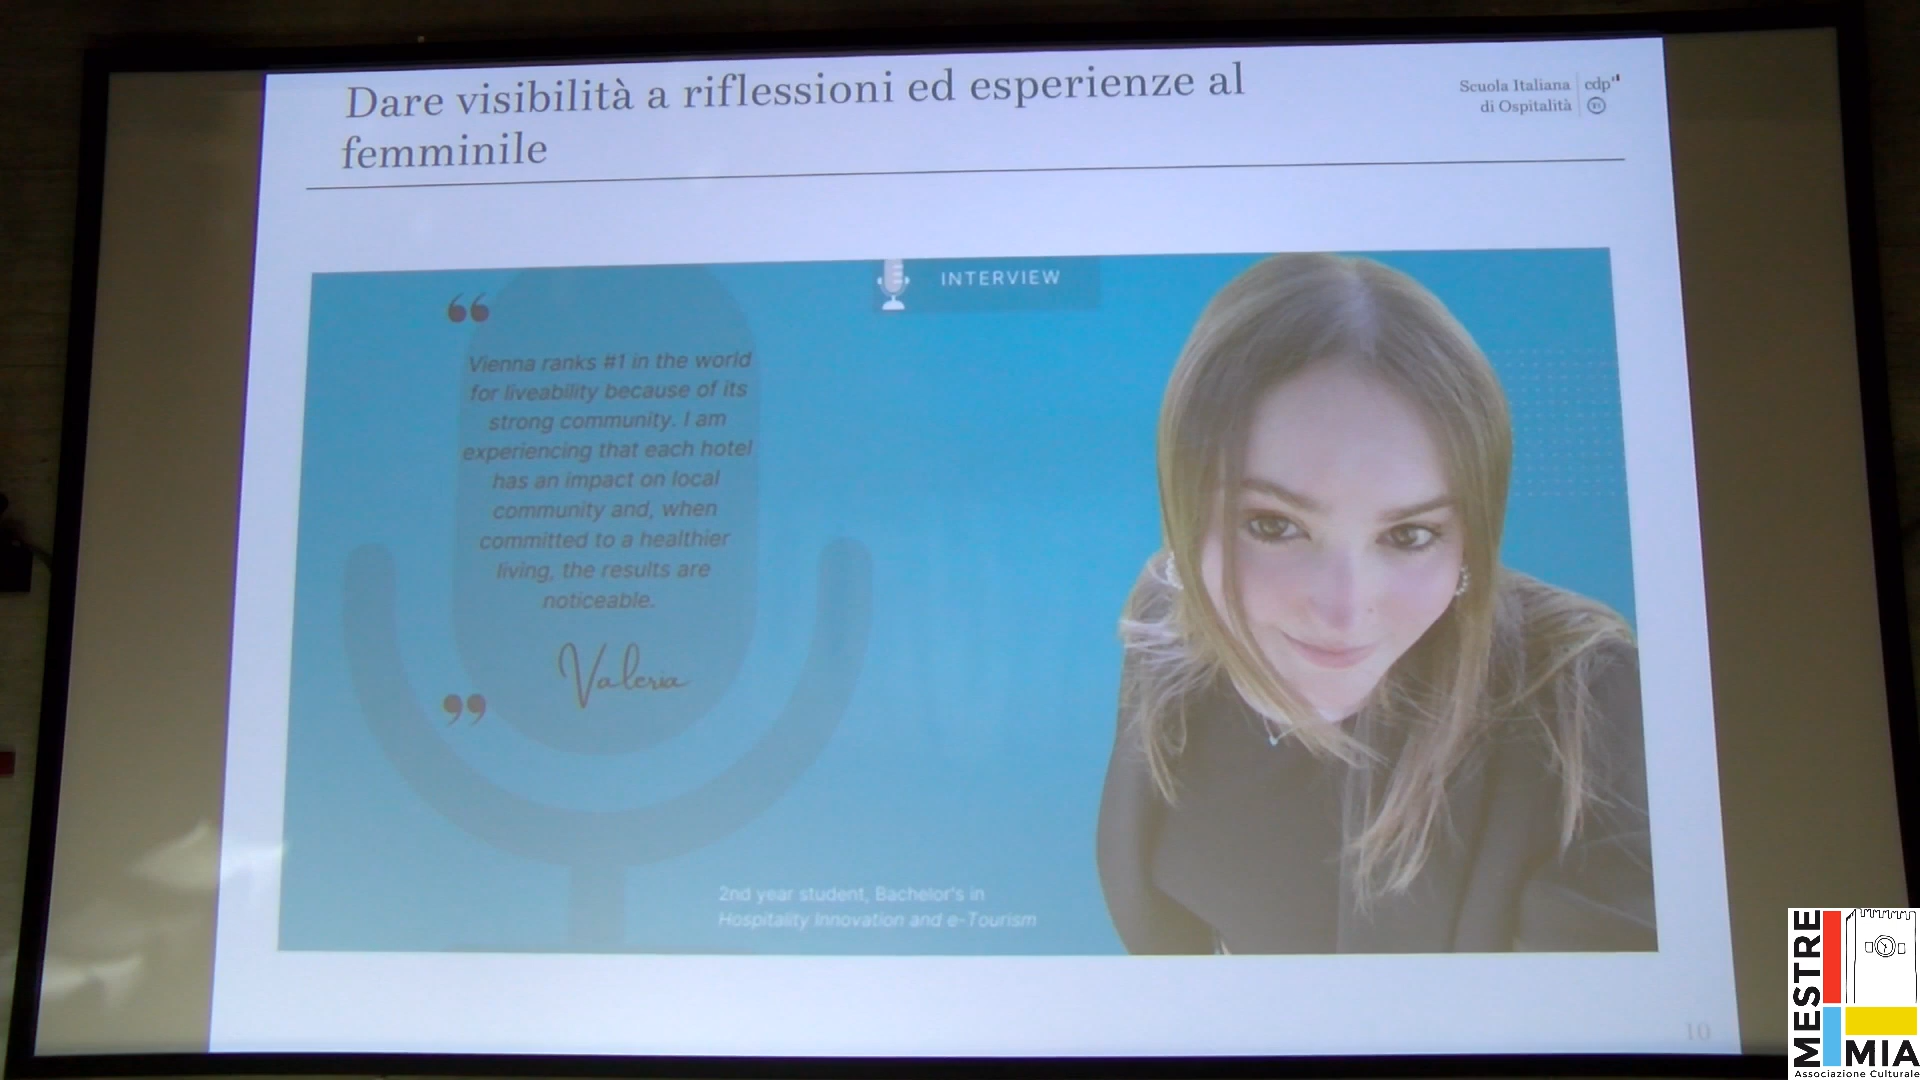 Dare visibilità a riflessioni ed esperienze al
femminile
Scuola Italiana
di Ospitalità
cdp
INTERVIEW
“
Vienna ranks #1 in the world
for liveability because of its
strong community. I am
experiencing that each hotel
has an impact on local
community and, when
committed to a healthier
living, the results are
noticeable.
Valeria
”
2nd year student, Bachelor's in
Hospitality Innovation and e-Tourism
10
MESTRE
MIA
Associazione Culturale